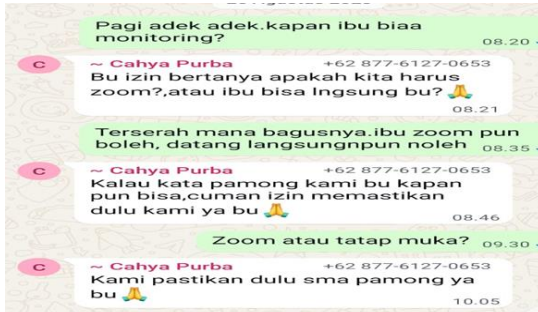 Pagi adek adek.kapan ibu biaa
monitoring?
08.20
C
~ Cahya Purba +62 877-6127-0653
Bu izin bertanya apakah kita harus
zoom?,atau ibu bisa lngsung bu? 🙏
08.21
Terserah mana bagusnya.ibu zoom pun
boleh, datang langsungnpun noleh 08.35
C
~ Cahya Purba +62 877-6127-0653
Kalau kata pamong kami bu kapan
pun bisa,cuman izin memastikan
dulu kami ya bu 🙏
08.46
Zoom atau tatap muka? 09.30
C
~ Cahya Purba +62 877-6127-0653
Kami pastikan dulu sma pamong ya
bu 🙏
10.05